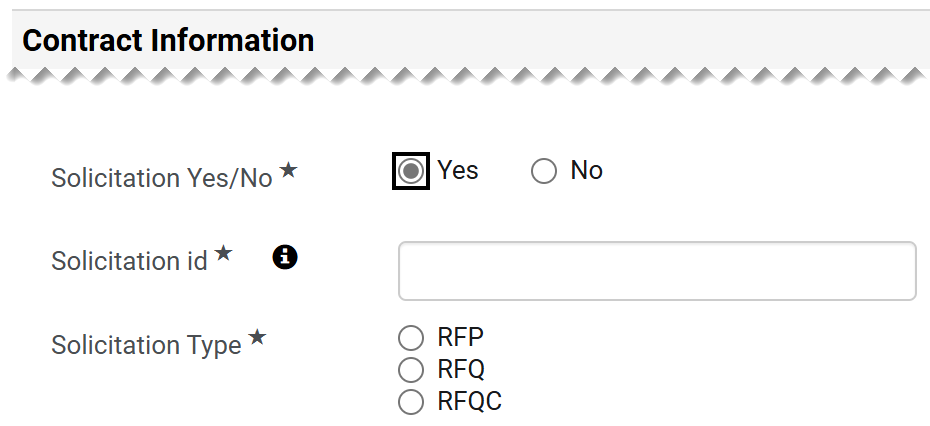 Contract Information
Solicitation Yes/No ★ Yes No
Solicitation id ★
Solicitation Type ★ RFP
RFQ
RFQC